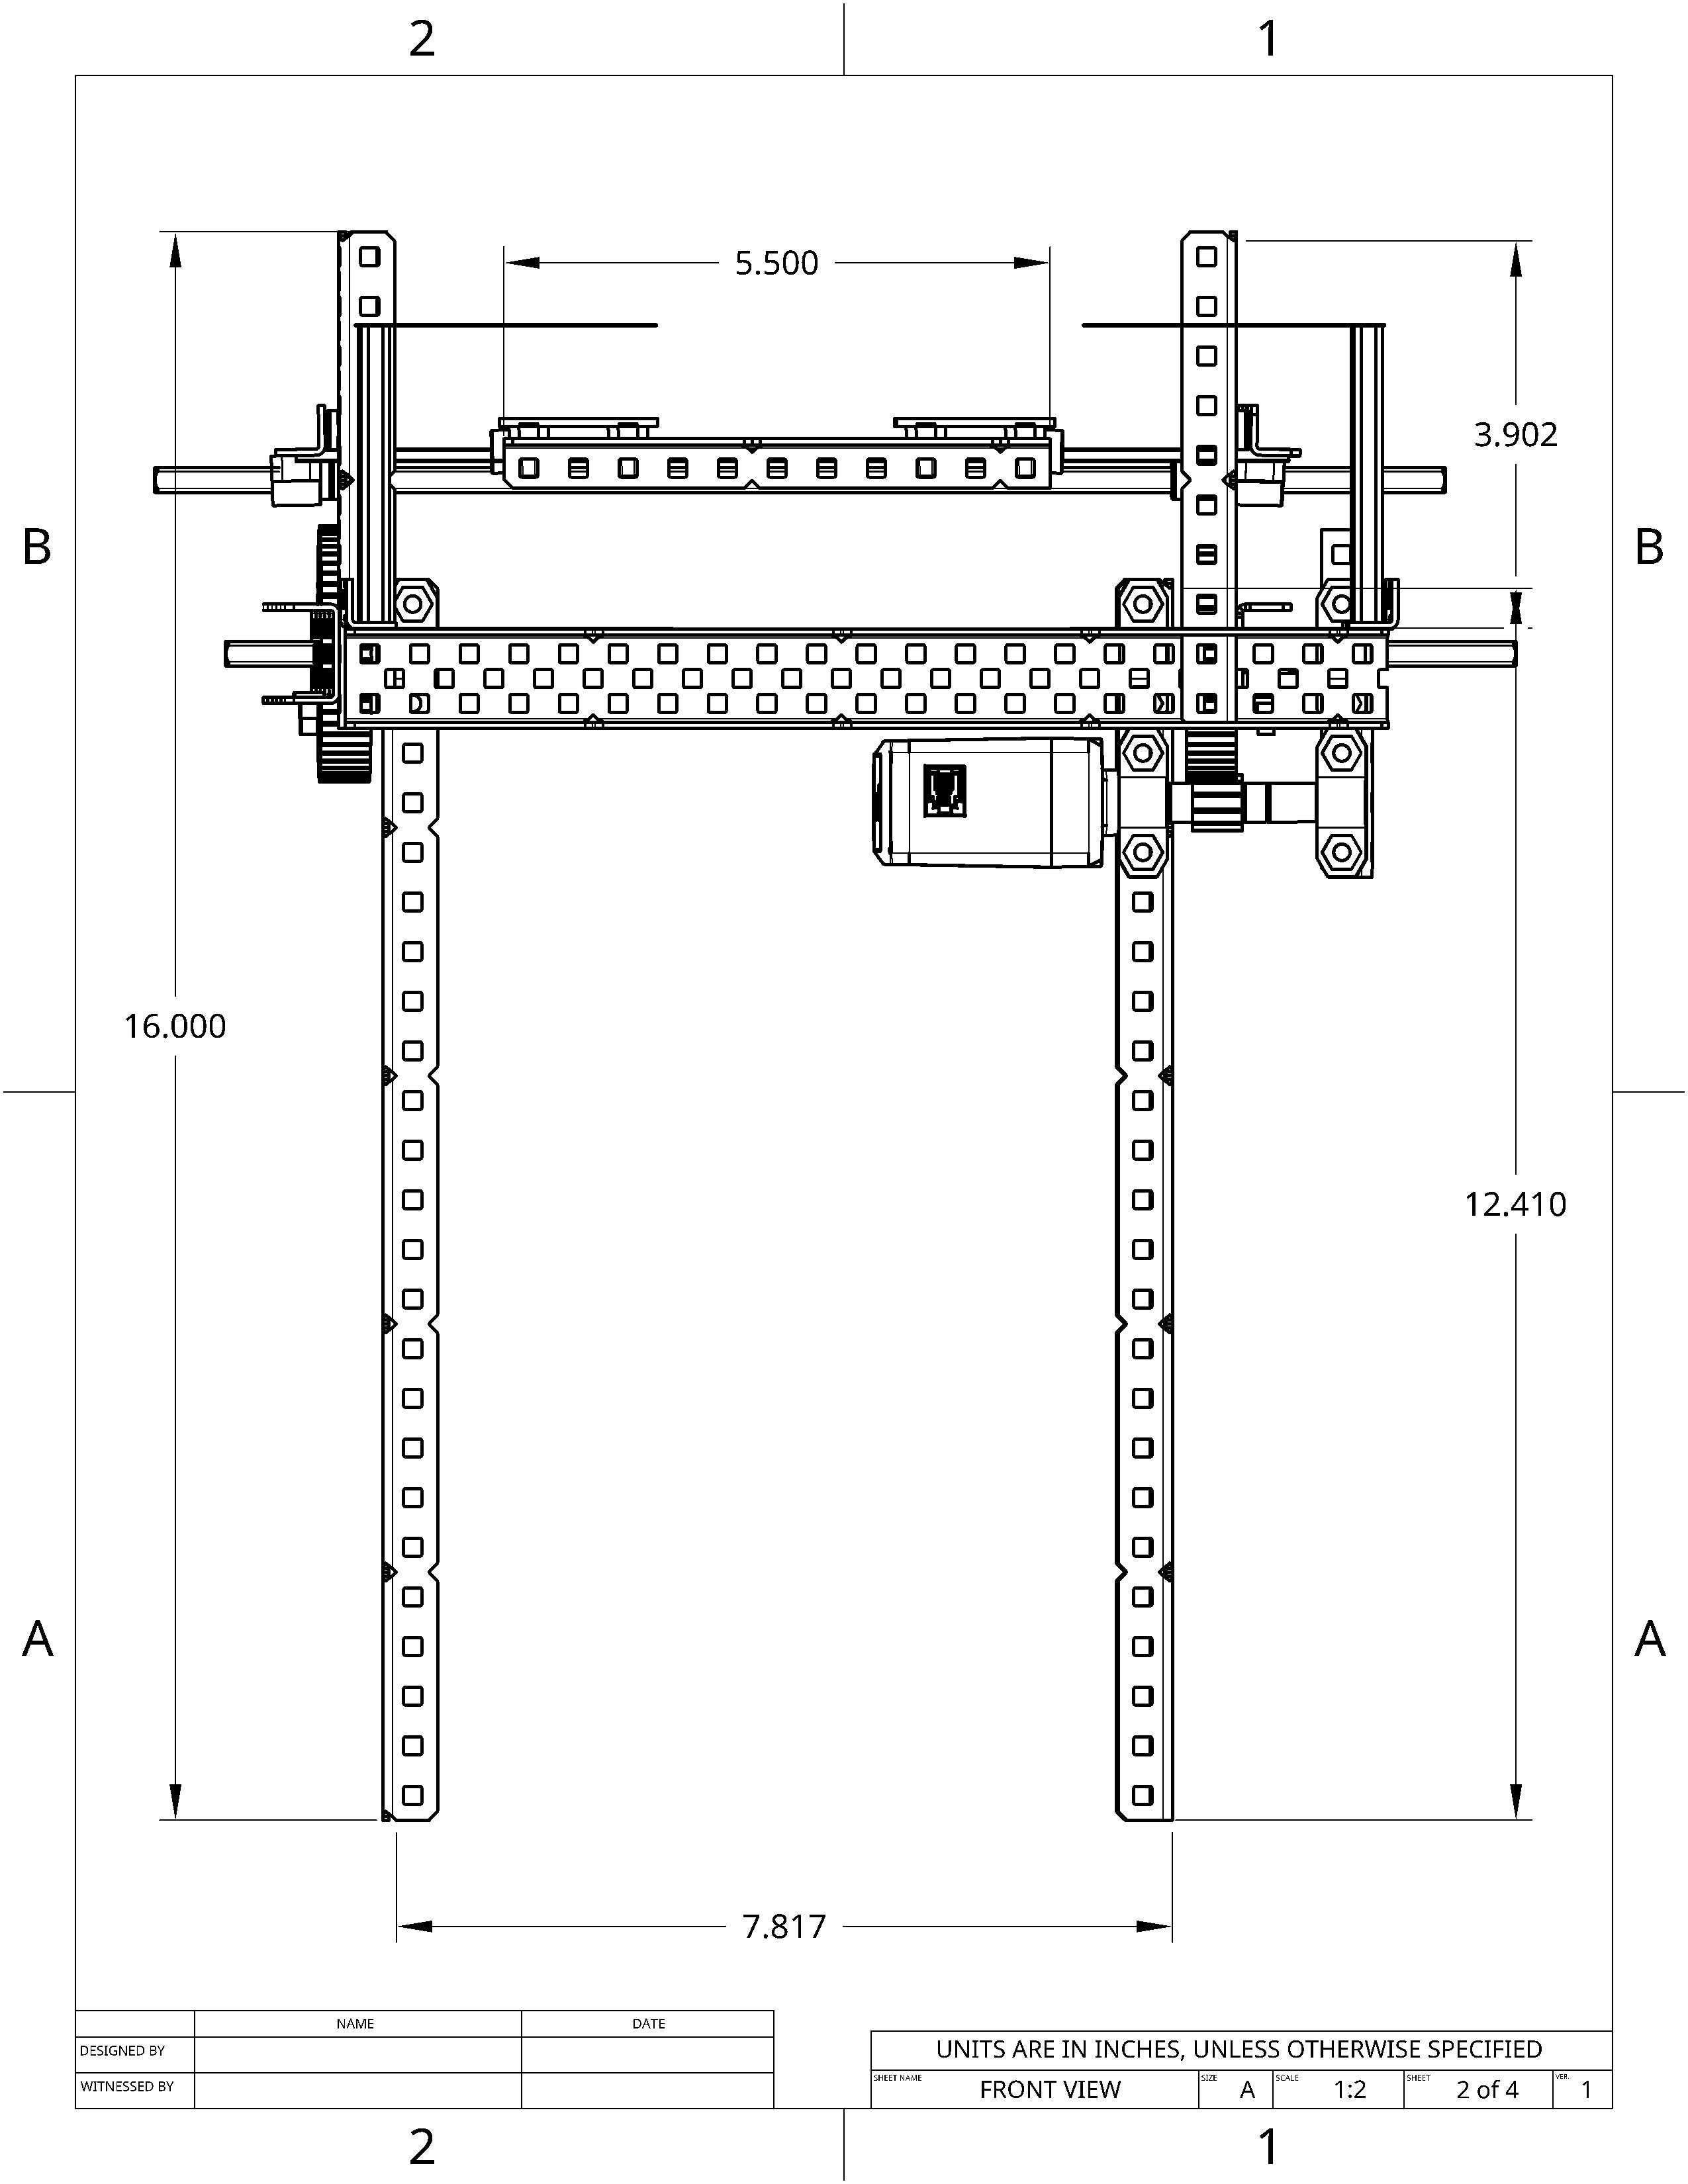 2 1
5.500
3.902
B B
16.000
12.410
A A
7.817
NAME DATE
DESIGNED BY
WITNESSED BY
UNITS ARE IN INCHES, UNLESS OTHERWISE SPECIFIED
SHEET NAME FRONT VIEW SIZE A SCALE 1:2 SHEET 2 of 4 VER. 1
2 1